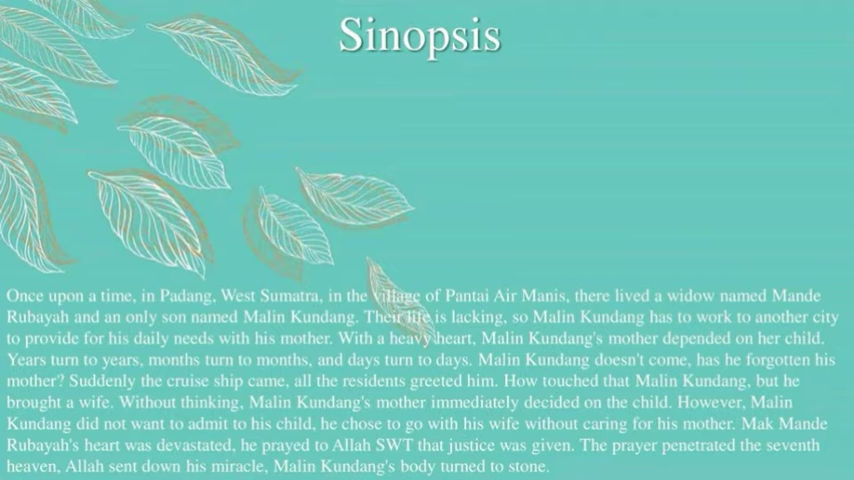 Sinopsis
Once upon a time, in Padang, West Sumatra, in the village of Pantai Air Manis, there lived a widow named Mande
Rubayah and an only son named Malin Kundang. Their life is lacking, so Malin Kundang has to work to another city
to provide for his daily needs with his mother. With a heavy heart, Malin Kundang's mother depended on her child.
Years turn to years, months turn to months, and days turn to days. Malin Kundang doesn't come, has he forgotten his
mother? Suddenly the cruise ship came, all the residents greeted him. How touched that Malin Kundang, but he
brought a wife. Without thinking, Malin Kundang's mother immediately decided on the child. However, Malin
Kundang did not want to admit to his child, he chose to go with his wife without caring for his mother. Mak Mande
Rubayah's heart was devastated, he prayed to Allah SWT that justice was given. The prayer penetrated the seventh
heaven, Allah sent down his miracle, Malin Kundang's body turned to stone.